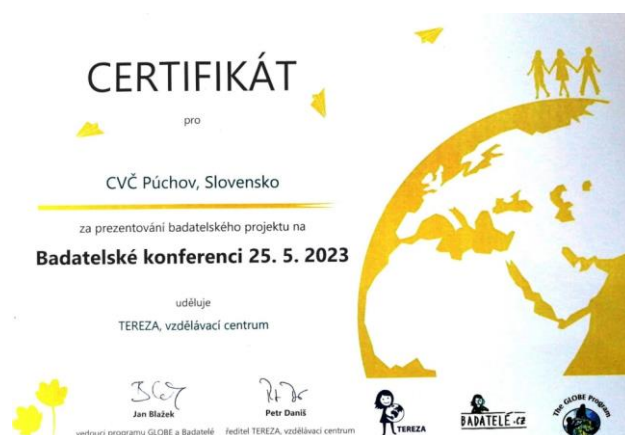 CERTIFIKÁT
pro
CVČ Púchov, Slovensko
za prezentování badatelského projektu na
Badatelské konferenci 25. 5. 2023
uděluje
TEREZA, vzdělávací centrum
Jan Blažek
vedoucí programu GLOBE a Badatelé
Petr Daniš
ředitel TEREZA, vzdělávací centrum
TEREZA
BADATELÉ.CZ
The GLOBE Program